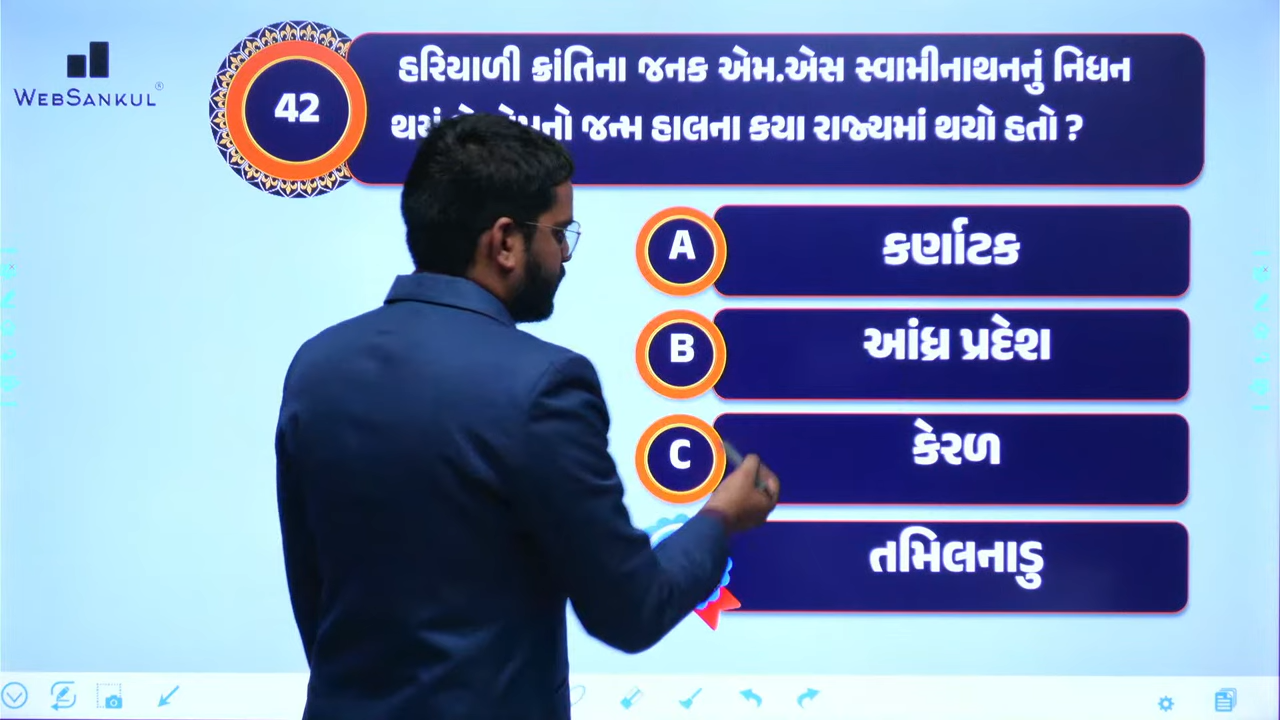 WEBSANKUL®
42
હરિયાળી ક્રાંતિના જનક એમ.એસ સ્વામીનાથનનું નિધન
જન્મ હાલના કયા રાજ્યમાં થયો હતો ?
A
કર્ણાટક
B
આંધ્ર પ્રદેશ
C
કેરળ
તમિલનાડુ